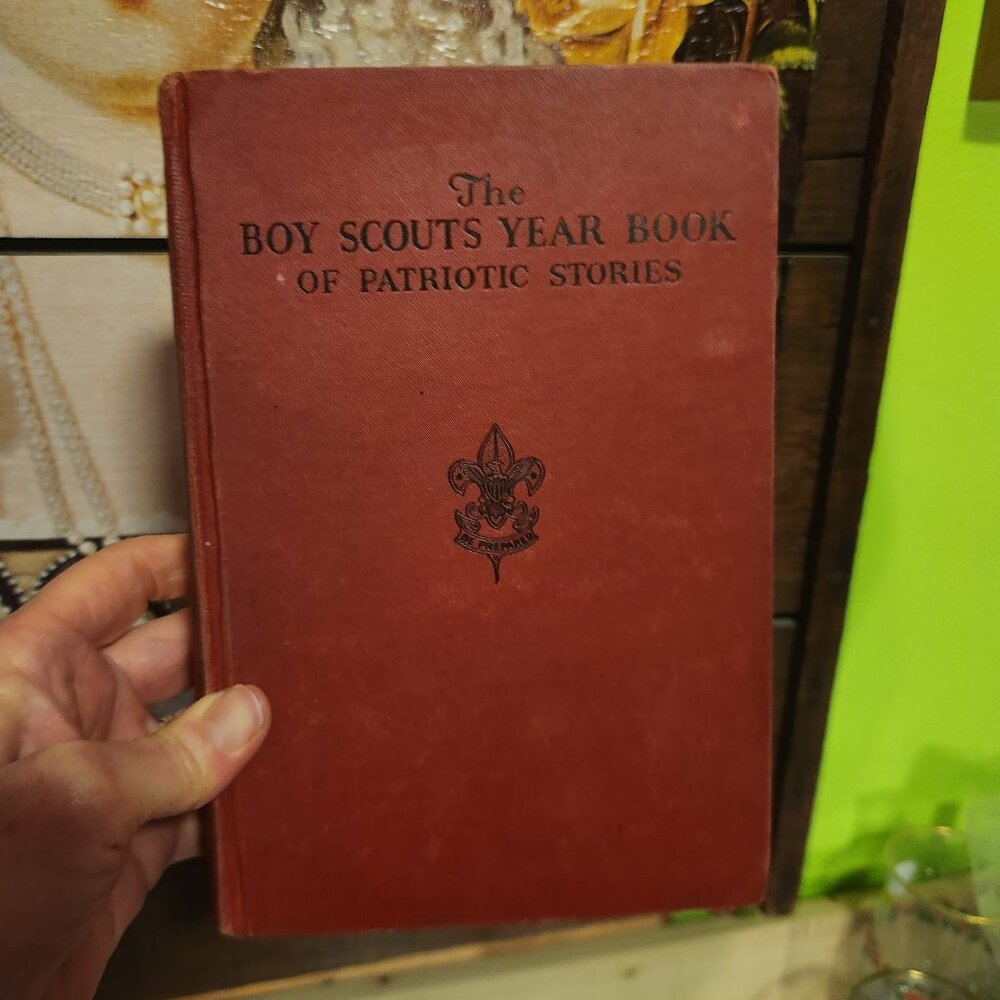 The
BOY SCOUTS YEAR BOOK
OF PATRIOTIC STORIES
BE PREPARED